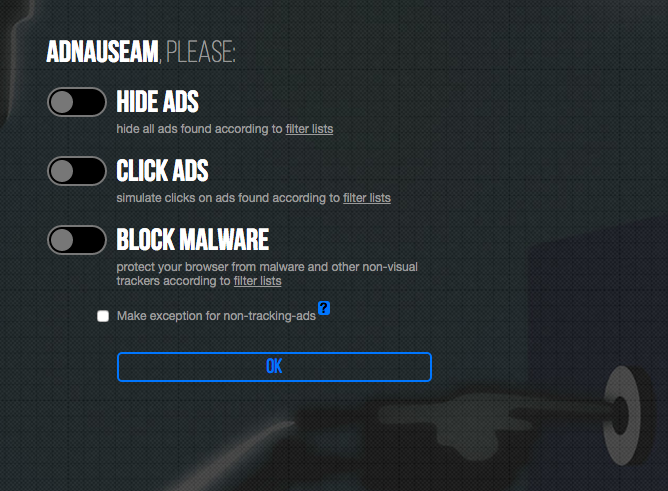 ADNAUSEAM, PLEASE:
HIDE ADS
hide all ads found according to filter lists
CLICK ADS
simulate clicks on ads found according to filter lists
BLOCK MALWARE
protect your browser from malware and other non-visual
trackers according to filter lists
Make exception for non-tracking-ads ?
OK